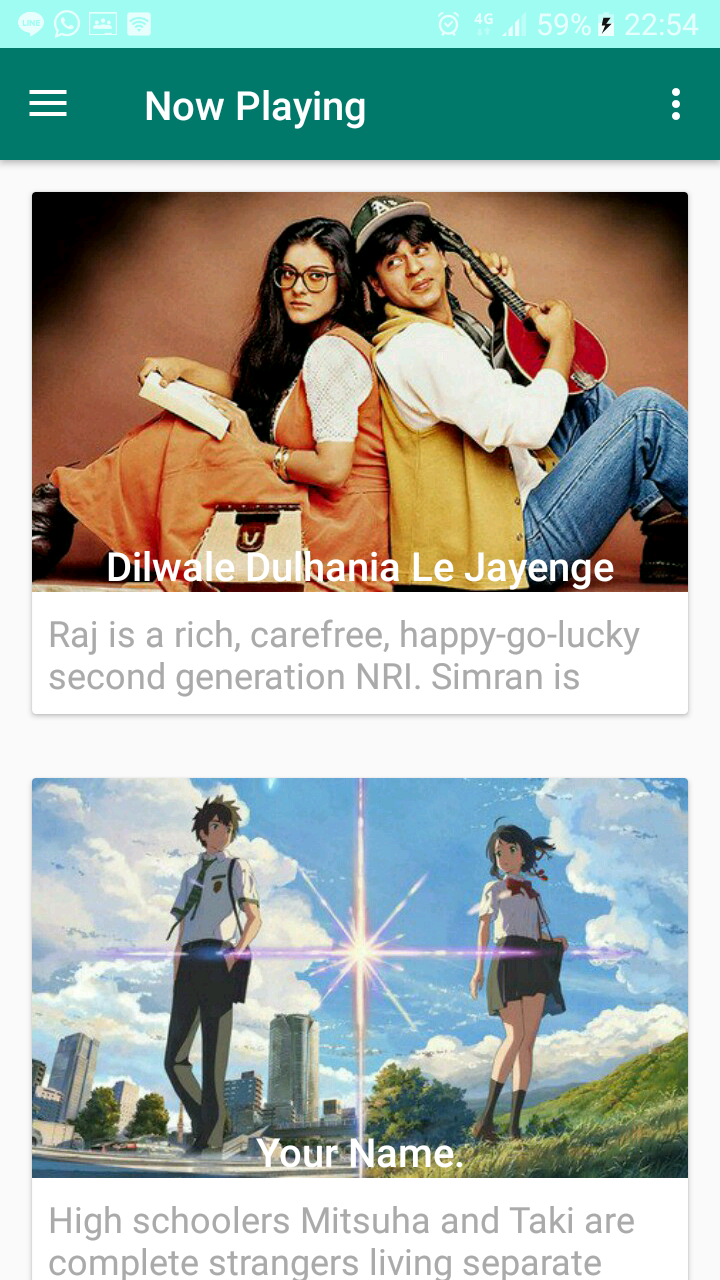 LINE
4G
59%
22:54
Now Playing
A's
Dilwale Dulhania Le Jayenge
Raj is a rich, carefree, happy-go-lucky
second generation NRI. Simran is
Your Name.
High schoolers Mitsuha and Taki are
complete strangers living separate